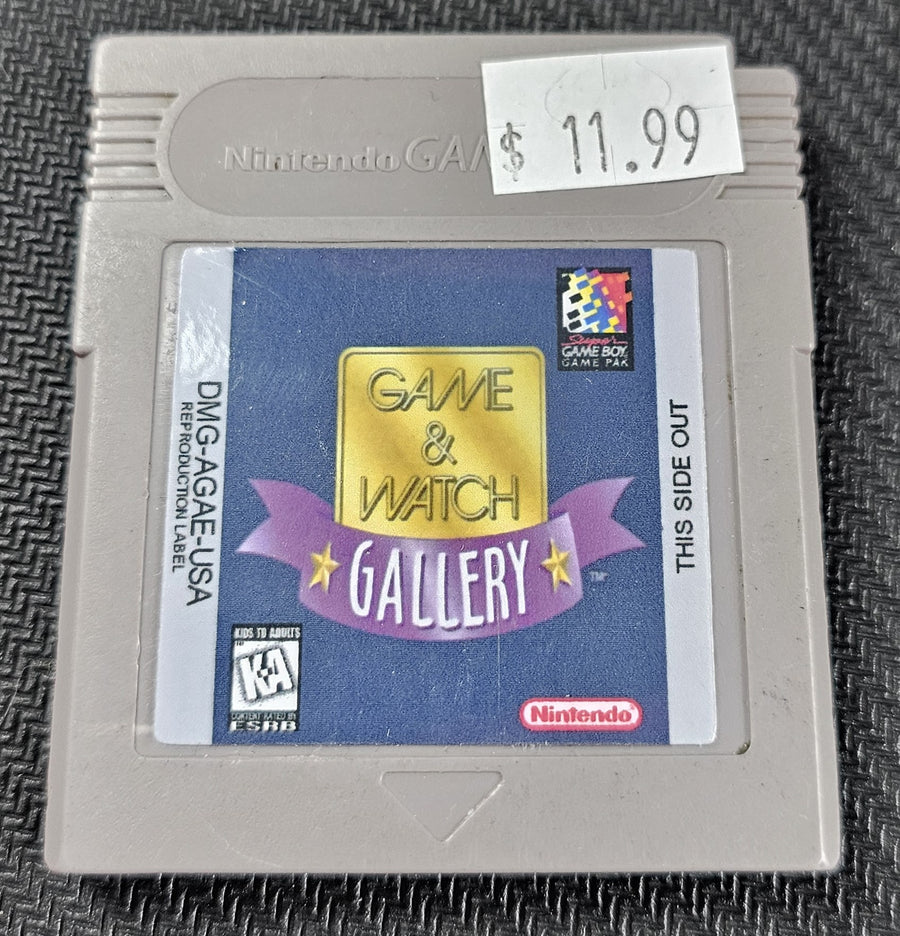 Nintendo GAM
$ 11.99
Super
GAME BOY
GAME PAK
GAME
&
WATCH
GALLERY
TM
DMG-AGAE-USA
REPRODUCTION LABEL
THIS SIDE OUT
KIDS TO ADULTS
KA
CONTENT RATED BY
ESRB
Nintendo